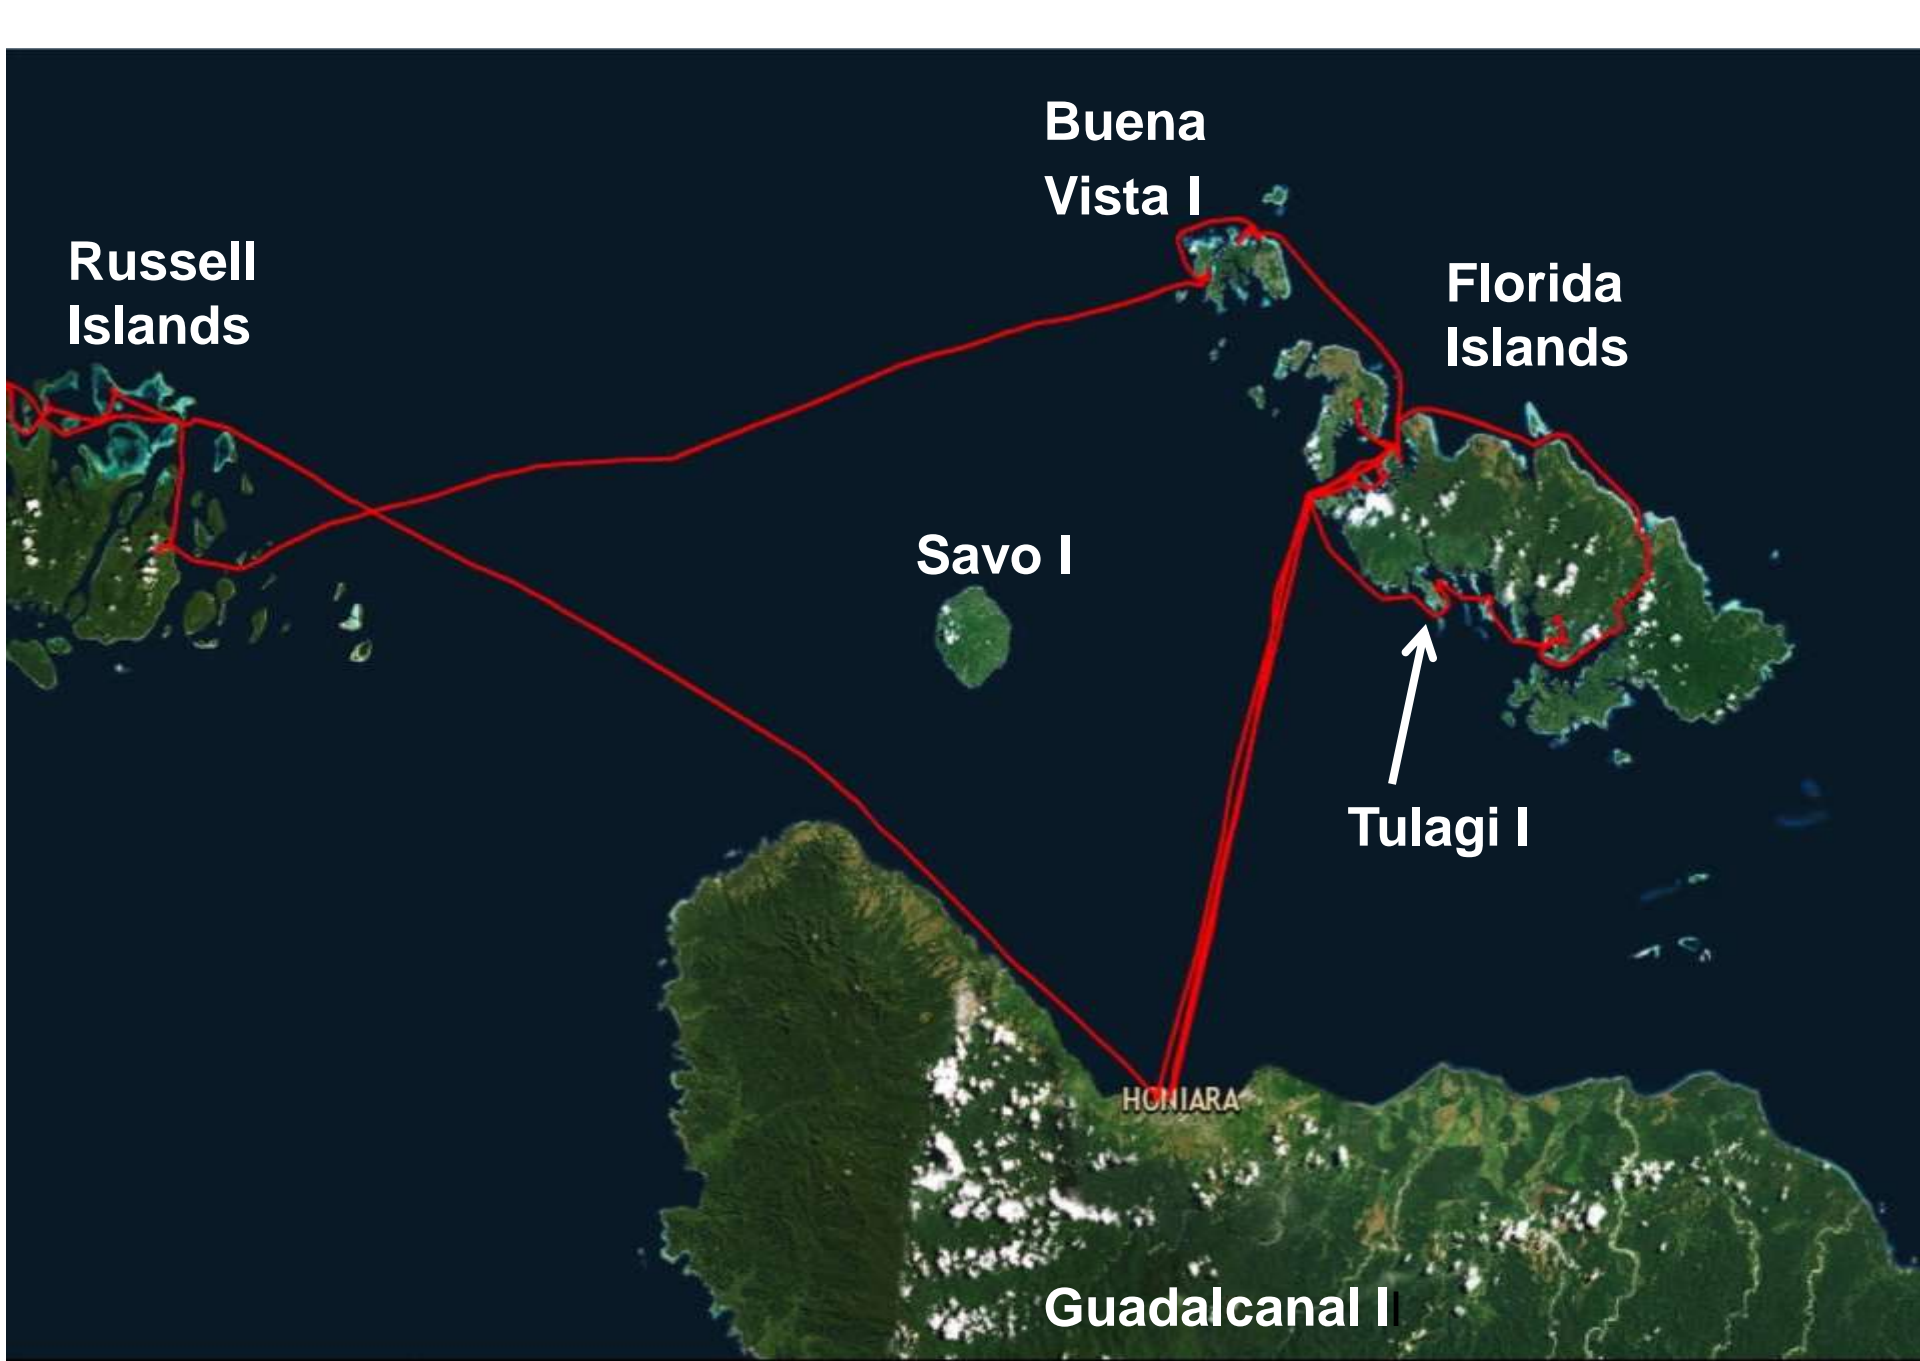 Buena
Vista I
Russell
Islands
Florida
Islands
Savo I
Tulagi I
HONIARA
Guadalcanal I